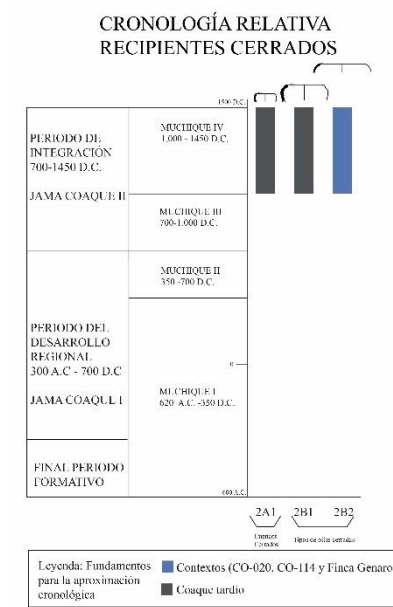 CRONOLOGÍA RELATIVA
RECIPIENTES CERRADOS
1500 D.C.
PERIODO DE
INTEGRACIÓN
700-1450 D.C.
JAMA COAQUE II
MUCHIQUE IV
1,000 - 1450 D.C.
MUCHIQUE III
700-1,000 D.C.
MUCHIQUE II
350 -700 D.C.
PERIODO DEL
DESARROLLO
REGIONAL
300 A.C - 700 D.C
JAMA COAQUE I
0
MUCHIQUE I
620 A.C. -350 D.C.
FINAL PERIODO
FORMATIVO
600 A.C.
2A1
2B1
2B2
Cuencos
Cerrados
Tipos de ollas cerradas
Leyenda: Fundamentos
para la aproximación
cronológica
Contextos (CO-020, CO-114 y Finca Genaro
Coaque tardio